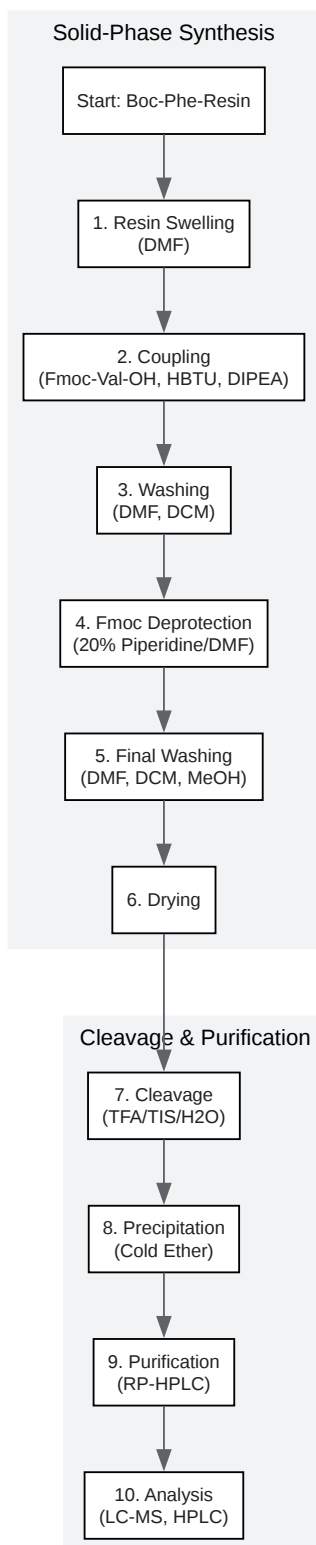 Solid-Phase Synthesis
Start: Boc-Phe-Resin
1. Resin Swelling
(DMF)
2. Coupling
(Fmoc-Val-OH, HBTU, DIPEA)
3. Washing
(DMF, DCM)
4. Fmoc Deprotection
(20% Piperidine/DMF)
5. Final Washing
(DMF, DCM, MeOH)
6. Drying
Cleavage & Purification
7. Cleavage
(TFA/TIS/H2O)
8. Precipitation
(Cold Ether)
9. Purification
(RP-HPLC)
10. Analysis
(LC-MS, HPLC)